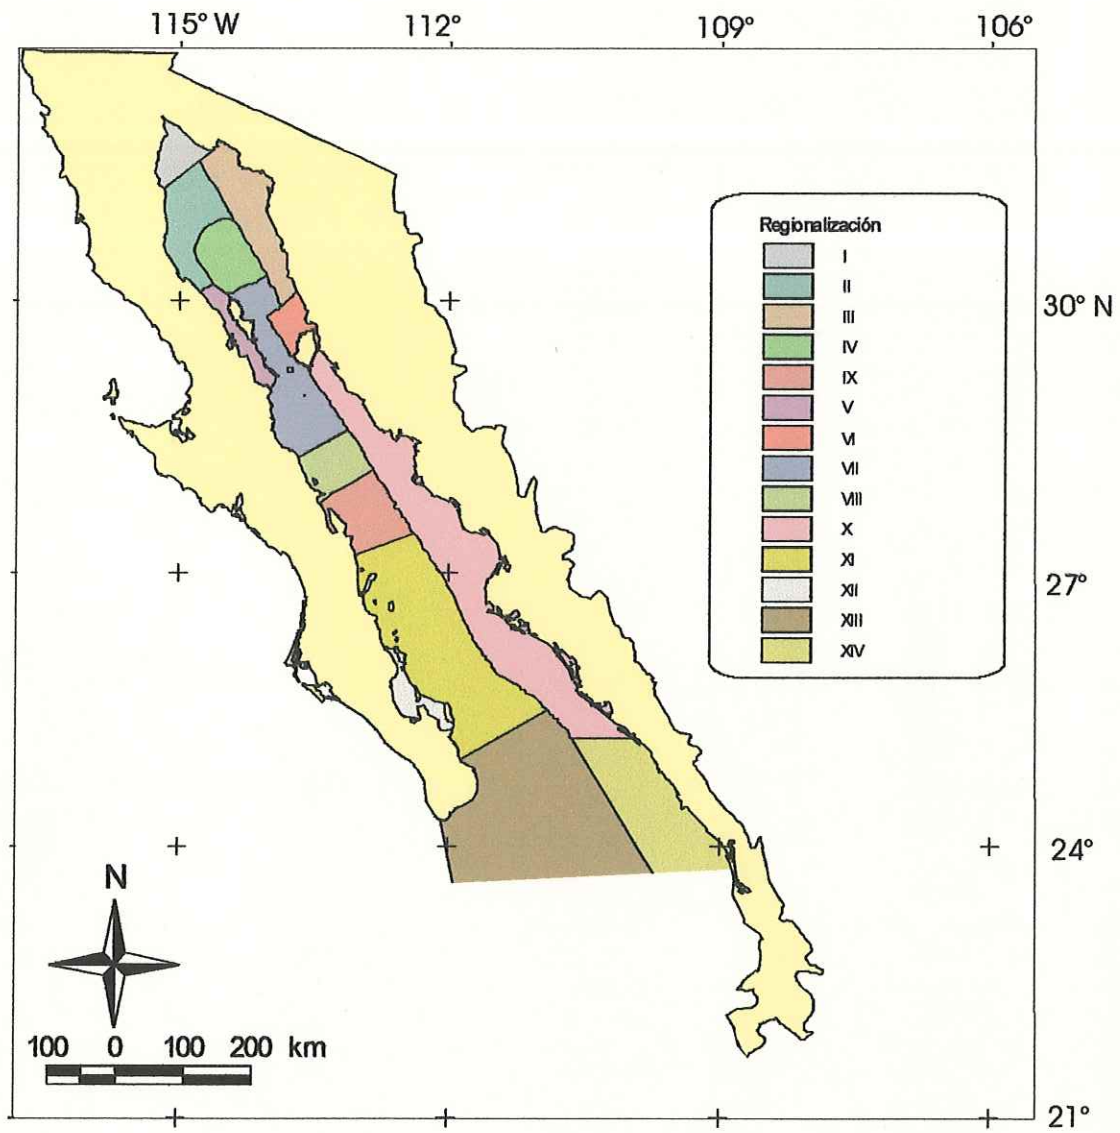 115° W 112° 109° 106°
Regionalización
I
II
III
IV
IX
V
VI
VII
VIII
X
XI
XII
XIII
XIV
30° N
27°
24°
N
100 0 100 200 km
21°